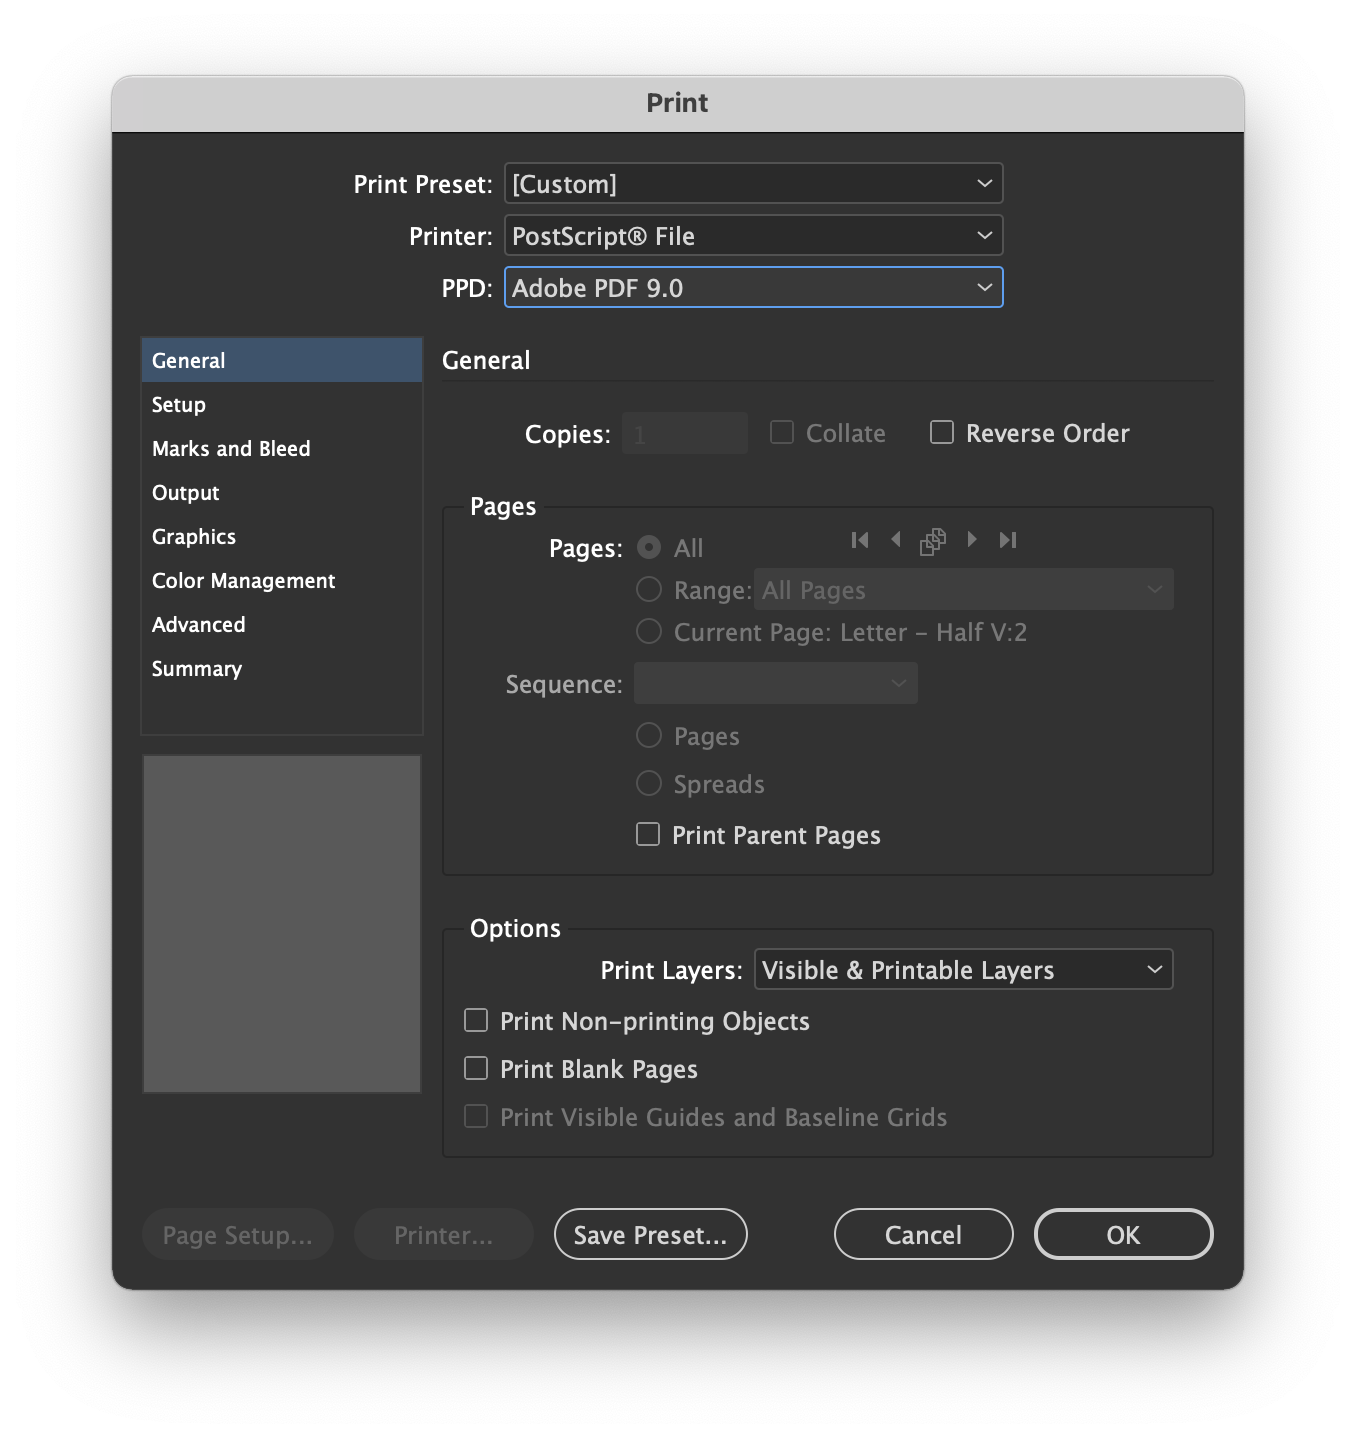 Print
Print Preset: [Custom]
Printer: PostScript® File
PPD: Adobe PDF 9.0
General
Setup
Marks and Bleed
Output
Graphics
Color Management
Advanced
Summary
General
Copies: 1 Collate Reverse Order
Pages
Pages: All
Range: All Pages
Current Page: Letter - Half V:2
Sequence:
Pages
Spreads
Print Parent Pages
Options
Print Layers: Visible & Printable Layers
Print Non-printing Objects
Print Blank Pages
Print Visible Guides and Baseline Grids
Page Setup... Printer... Save Preset... Cancel OK